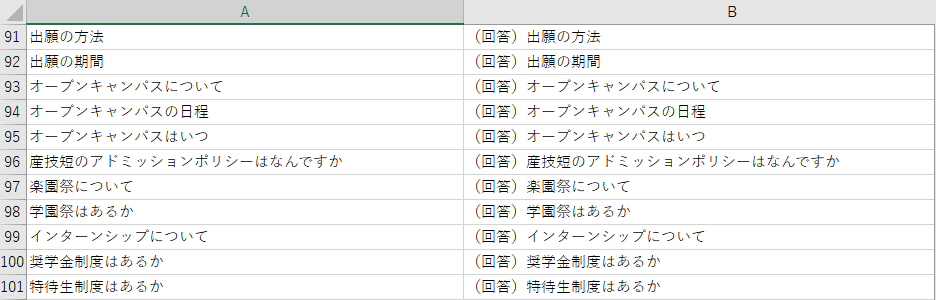 A B
91 出願の方法 （回答）出願の方法
92 出願の期間 （回答）出願の期間
93 オープンキャンパスについて （回答）オープンキャンパスについて
94 オープンキャンパスの日程 （回答）オープンキャンパスの日程
95 オープンキャンパスはいつ （回答）オープンキャンパスはいつ
96 産技短のアドミッションポリシーはなんですか （回答）産技短のアドミッションポリシーはなんですか
97 楽園祭について （回答）楽園祭について
98 学園祭はあるか （回答）学園祭はあるか
99 インターンシップについて （回答）インターンシップについて
100 奨学金制度はあるか （回答）奨学金制度はあるか
101 特待生制度はあるか （回答）特待生制度はあるか